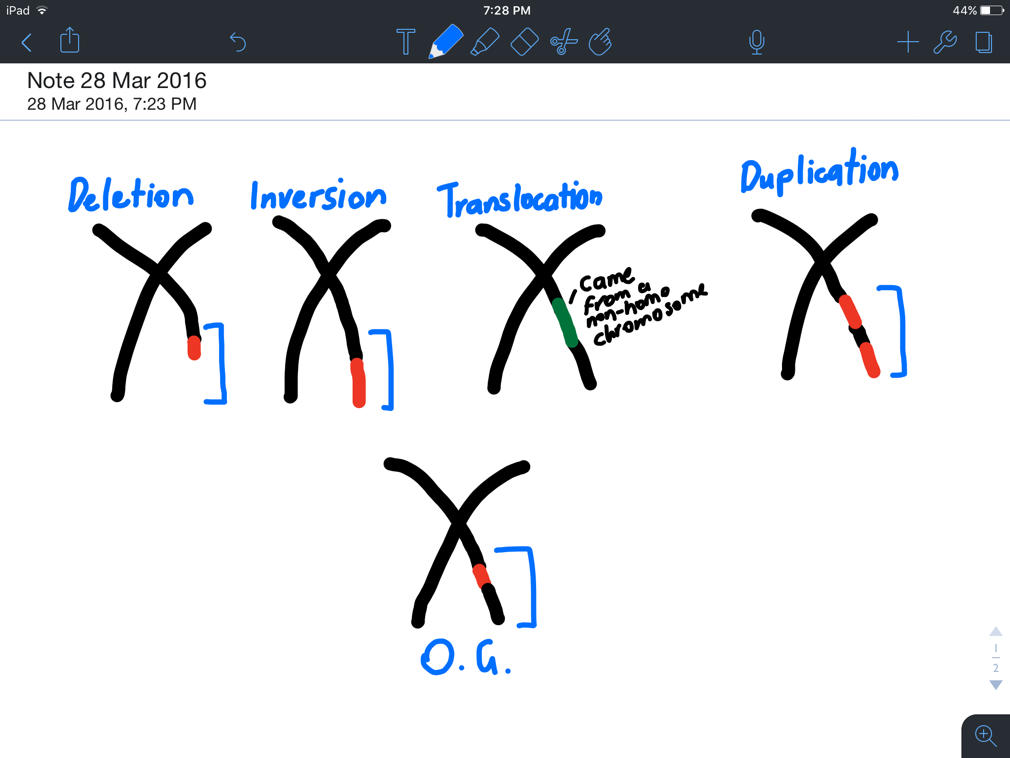 iPad
7:28 PM
44%
T
Note 28 Mar 2016
28 Mar 2016, 7:23 PM
Deletion
Inversion
Translocation
Duplication
came
from a
non-homo
chromosome
O.G.
1
2